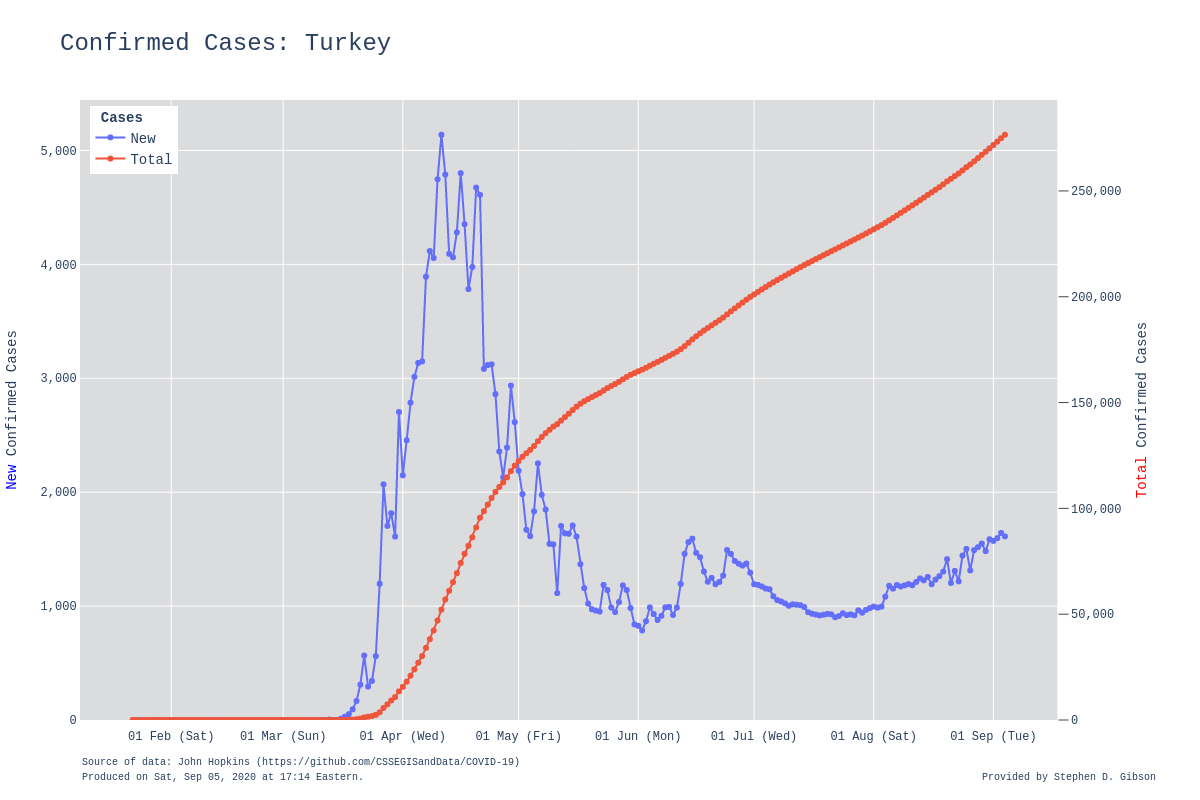 Confirmed Cases: Turkey
Cases
New
Total
5,000
4,000
3,000
2,000
1,000
0
250,000
200,000
150,000
100,000
50,000
0
New Confirmed Cases
Total Confirmed Cases
01 Feb (Sat) 01 Mar (Sun) 01 Apr (Wed) 01 May (Fri) 01 Jun (Mon) 01 Jul (Wed) 01 Aug (Sat) 01 Sep (Tue)
Source of data: John Hopkins (https://github.com/CSSEGISandData/COVID-19)
Produced on Sat, Sep 05, 2020 at 17:14 Eastern.
Provided by Stephen D. Gibson